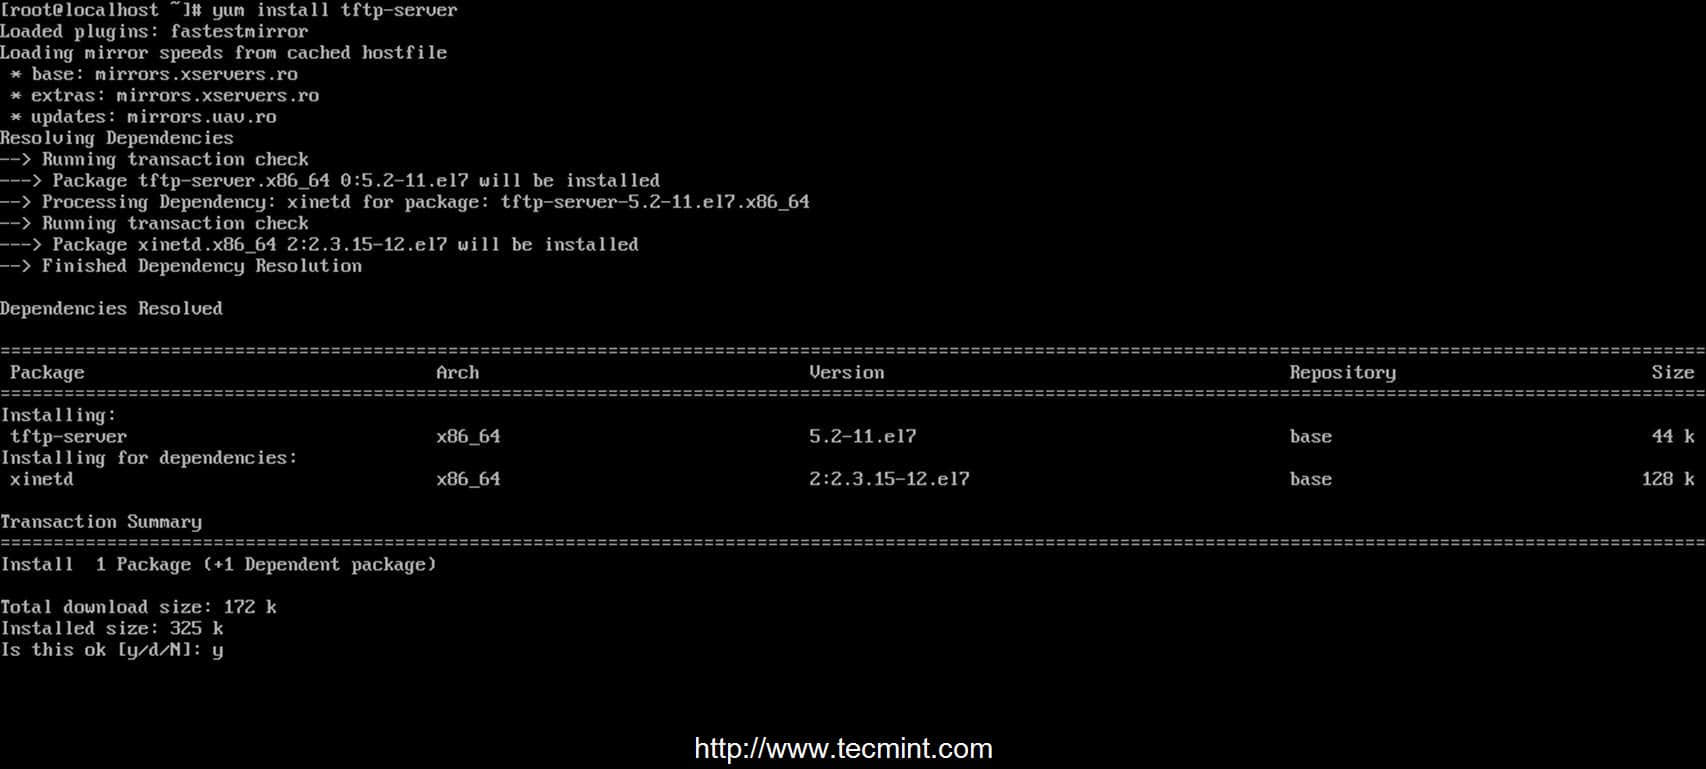 [root@localhost ~]# yum install tftp-server
Loaded plugins: fastestmirror
Loading mirror speeds from cached hostfile
 * base: mirrors.xservers.ro
 * extras: mirrors.xservers.ro
 * updates: mirrors.uav.ro
Resolving Dependencies
--> Running transaction check
---> Package tftp-server.x86_64 0:5.2-11.el7 will be installed
--> Processing Dependency: xinetd for package: tftp-server-5.2-11.el7.x86_64
--> Running transaction check
---> Package xinetd.x86_64 2:2.3.15-12.el7 will be installed
--> Finished Dependency Resolution
Dependencies Resolved
Package Arch Version Repository Size
Installing:
tftp-server x86_64 5.2-11.el7 base 44 k
Installing for dependencies:
xinetd x86_64 2:2.3.15-12.el7 base 128 k
Transaction Summary
Install 1 Package (+1 Dependent package)
Total download size: 172 k
Installed size: 325 k
Is this ok [y/d/N]: y
http://www.tecmint.com